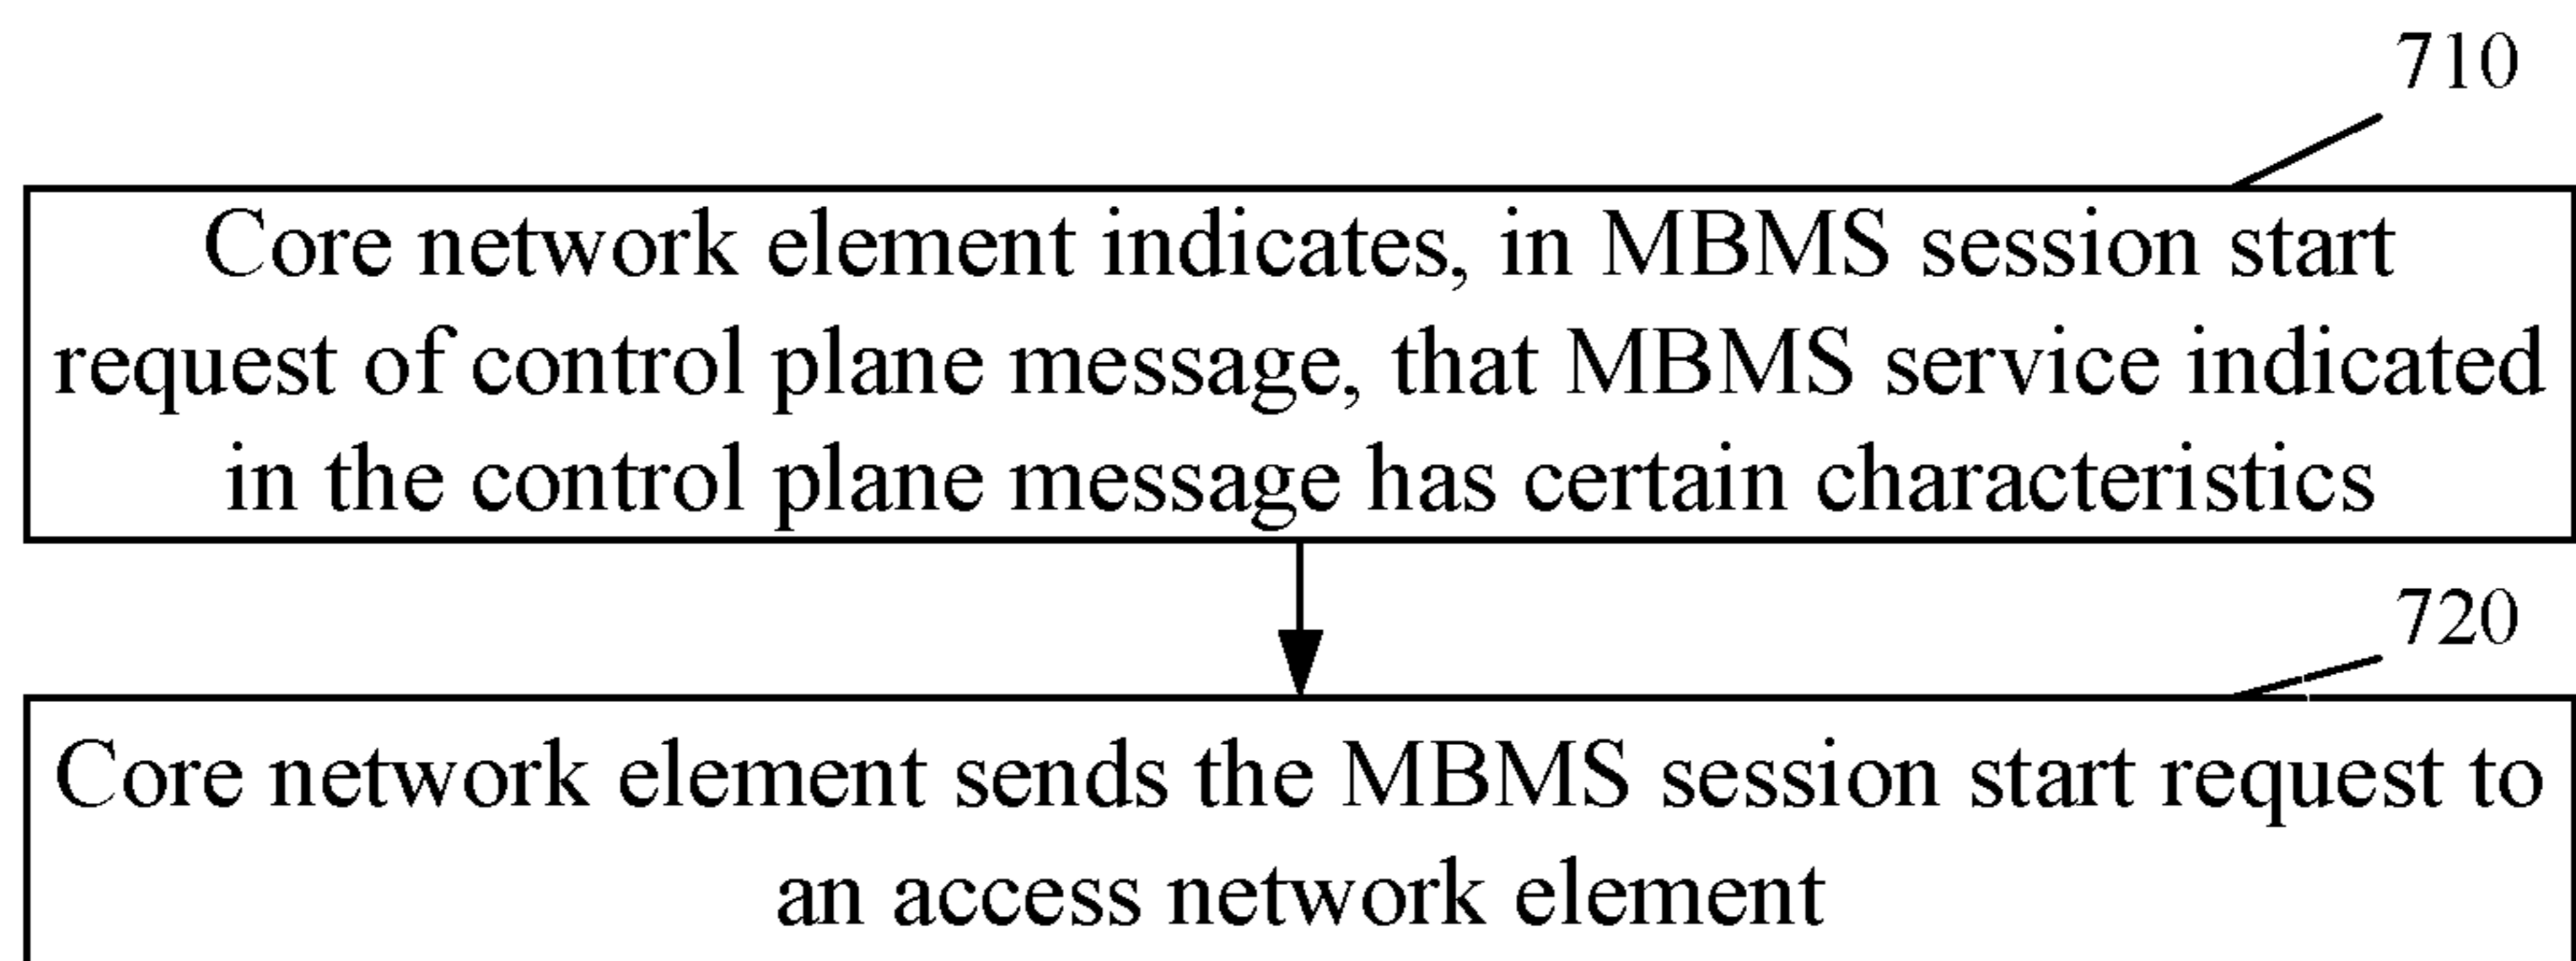 710
Core network element indicates, in MBMS session start
request of control plane message, that MBMS service indicated
in the control plane message has certain characteristics
720
Core network element sends the MBMS session start request to
an access network element